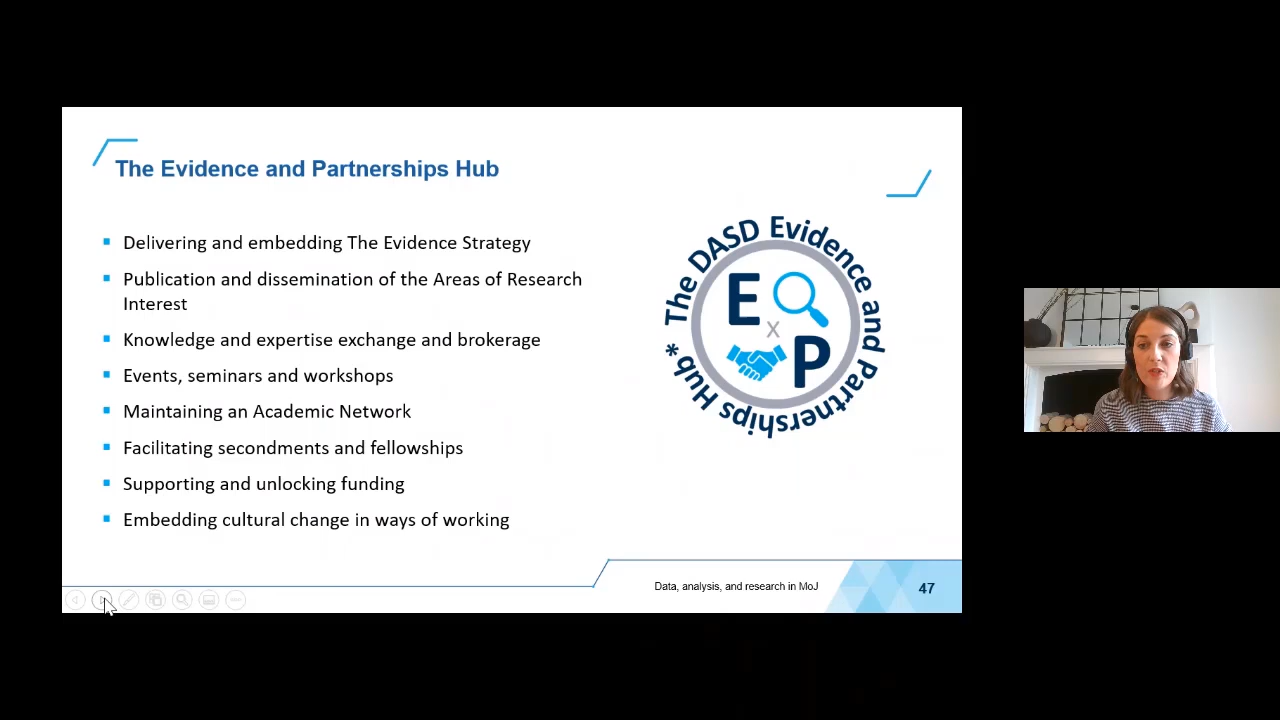 The Evidence and Partnerships Hub
Delivering and embedding The Evidence Strategy
Publication and dissemination of the Areas of Research
Interest
Knowledge and expertise exchange and brokerage
Events, seminars and workshops
Maintaining an Academic Network
Facilitating secondments and fellowships
Supporting and unlocking funding
Embedding cultural change in ways of working
The DASD Evidence and Partnerships Hub *
E
x
P
Data, analysis, and research in MoJ
47